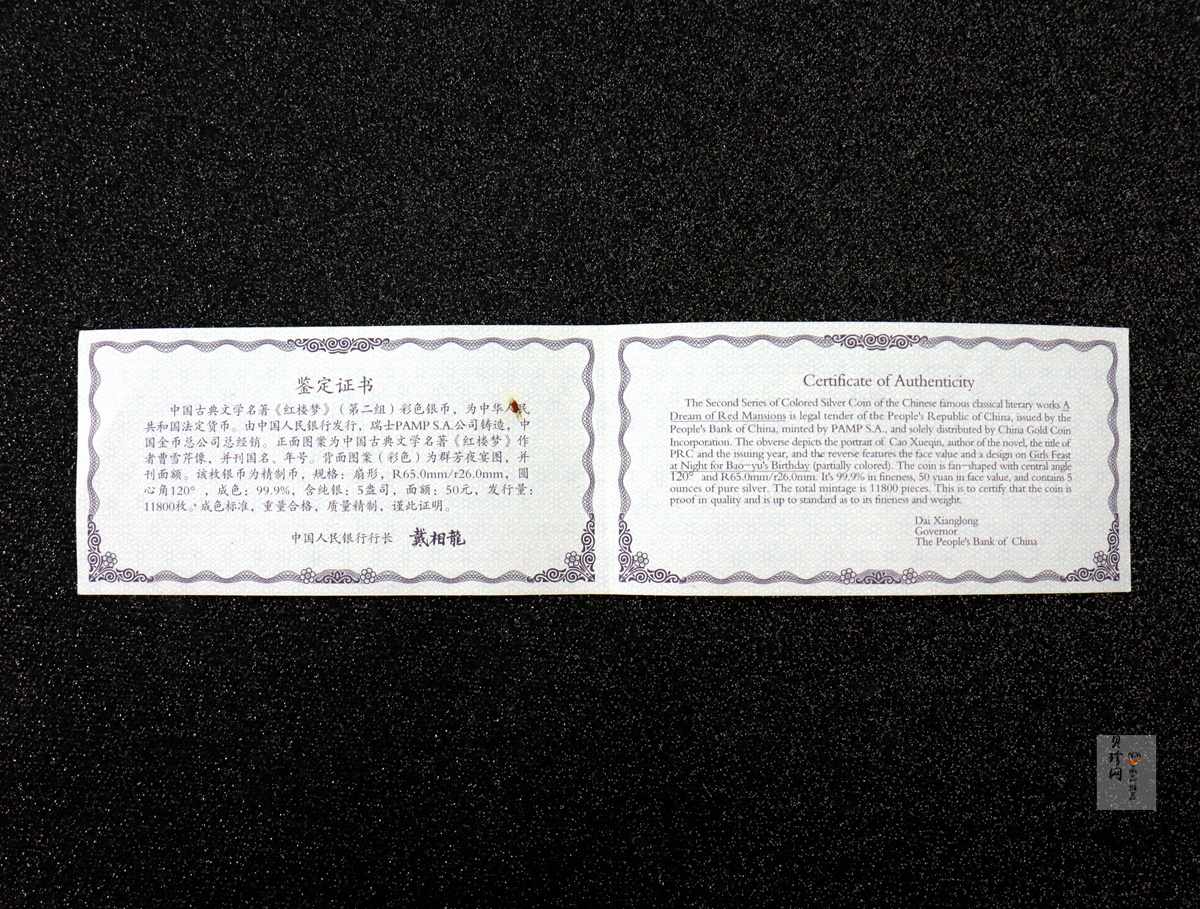 鉴定证书
中国古典文学名著《红楼梦》（第二组）彩色银币，为中华人民
共和国法定货币。由中国人民银行发行，瑞士PAMP S.A.公司铸造，中
国金币总公司总经销。正面图案为中国古典文学名著《红楼梦》作
者曹雪芹像，并刊国名、年号。背面图案（彩色）为群芳夜宴图，并
刊面额。该枚银币为精制币，规格：扇形，R65.0mm/r26.0mm，圆
心角120°，成色：99.9%，含纯银：5盎司，面额：50元，发行量：
11800枚。成色标准，重量合格，质量精制，谨此证明。
中国人民银行行长 戴相龍
Certificate of Authenticity
The Second Series of Colored Silver Coin of the Chinese famous classical literary works A
Dream of Red Mansions is legal tender of the People's Republic of China, issued by the
People's Bank of China, minted by PAMP S.A., and solely distributed by China Gold Coin
Incorporation. The obverse depicts the portrait of Cao Xueqin, author of the novel, the title of
PRC and the issuing year, and the reverse features the face value and a design on Girls Feast
at Night for Bao-yu's Birthday (partially colored). The coin is fan-shaped with central angle
120° and R65.0mm/r26.0mm. It's 99.9% in fineness, 50 yuan in face value, and contains 5
ounces of pure silver. The total mintage is 11800 pieces. This is to certify that the coin is
proof in quality and is up to standard as to its fineness and weight.
Dai Xianglong
Governor
The People's Bank of China